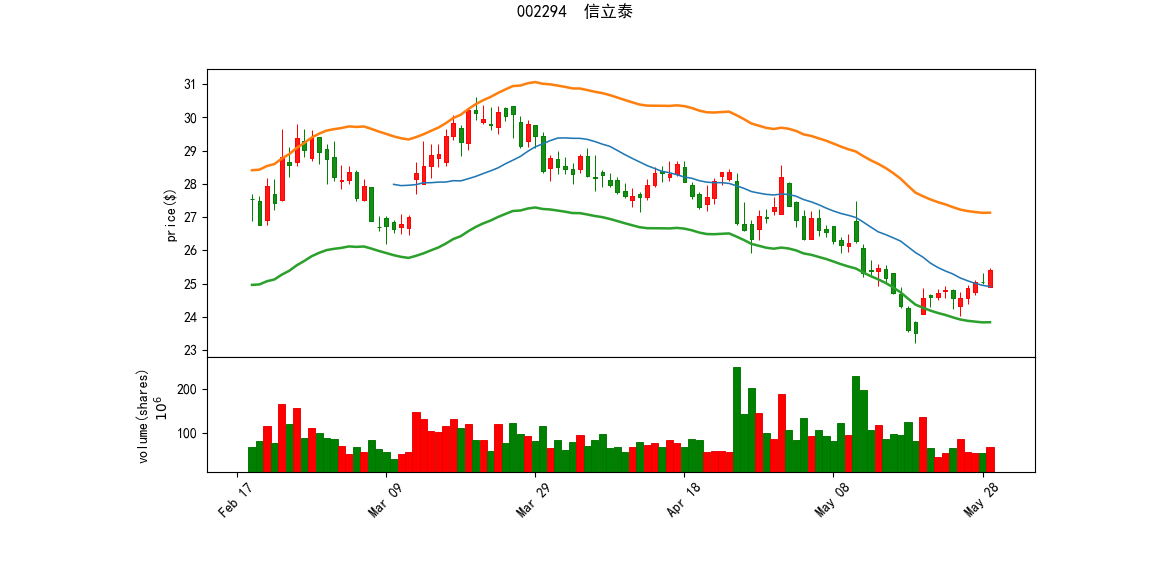 002294 信立泰
price($)
31
30
29
28
27
26
25
24
23
volume(shares)
10^6
200
100
Feb 17
Mar 09
Mar 29
Apr 18
May 08
May 28